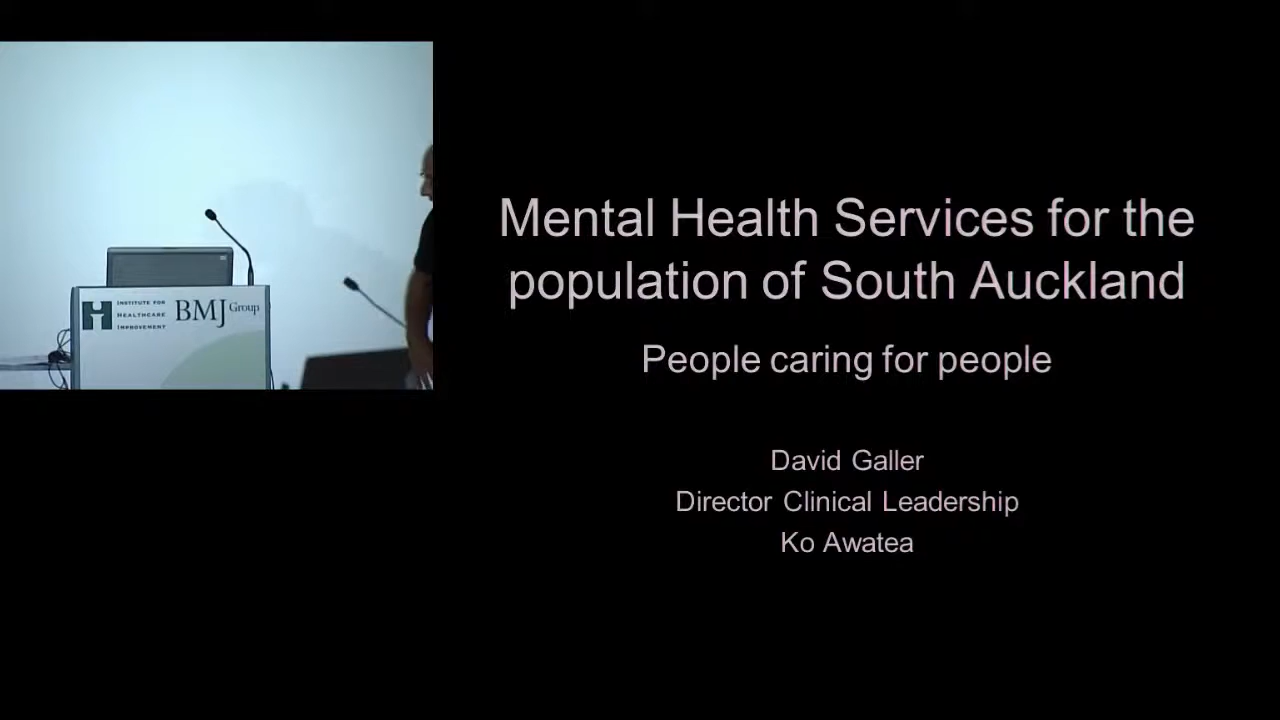 INSTITUTE FOR
HEALTHCARE
IMPROVEMENT
BMJ Group
Mental Health Services for the
population of South Auckland
People caring for people
David Galler
Director Clinical Leadership
Ko Awatea